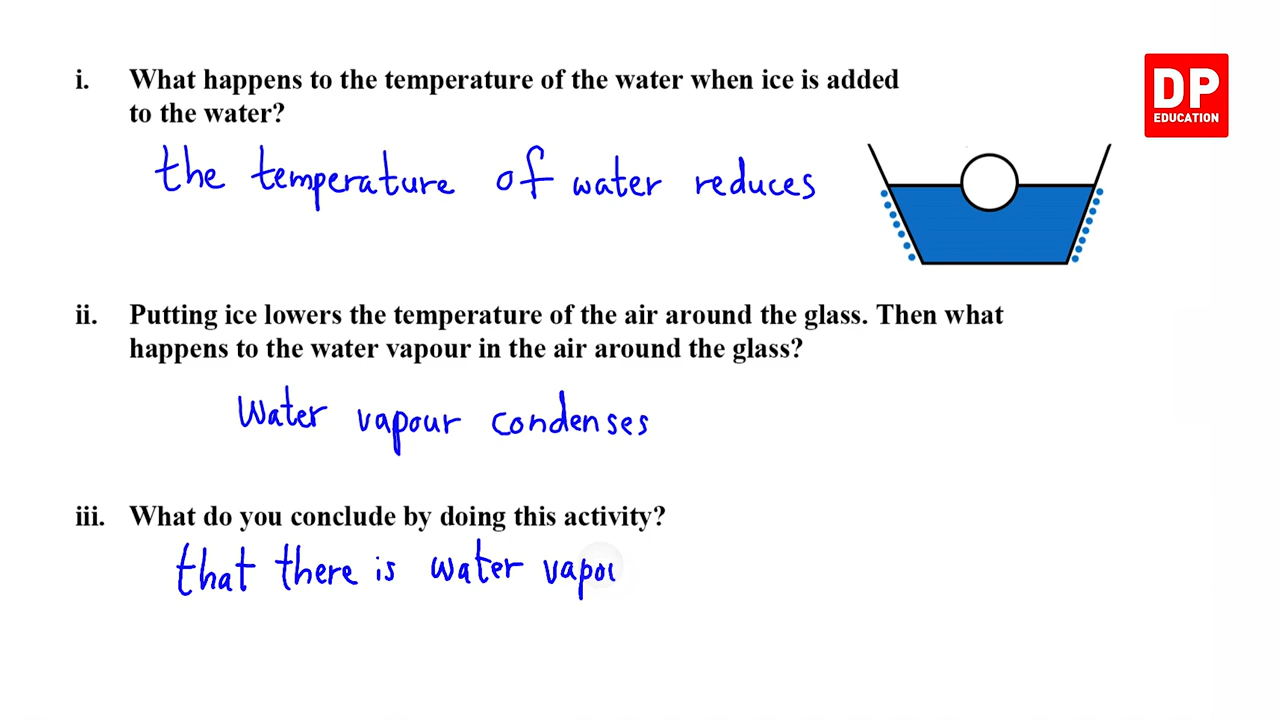 i. What happens to the temperature of the water when ice is added
to the water?
DP
EDUCATION
the temperature of water reduces
ii. Putting ice lowers the temperature of the air around the glass. Then what
happens to the water vapour in the air around the glass?
Water vapour condenses
iii. What do you conclude by doing this activity?
that there is water vapou